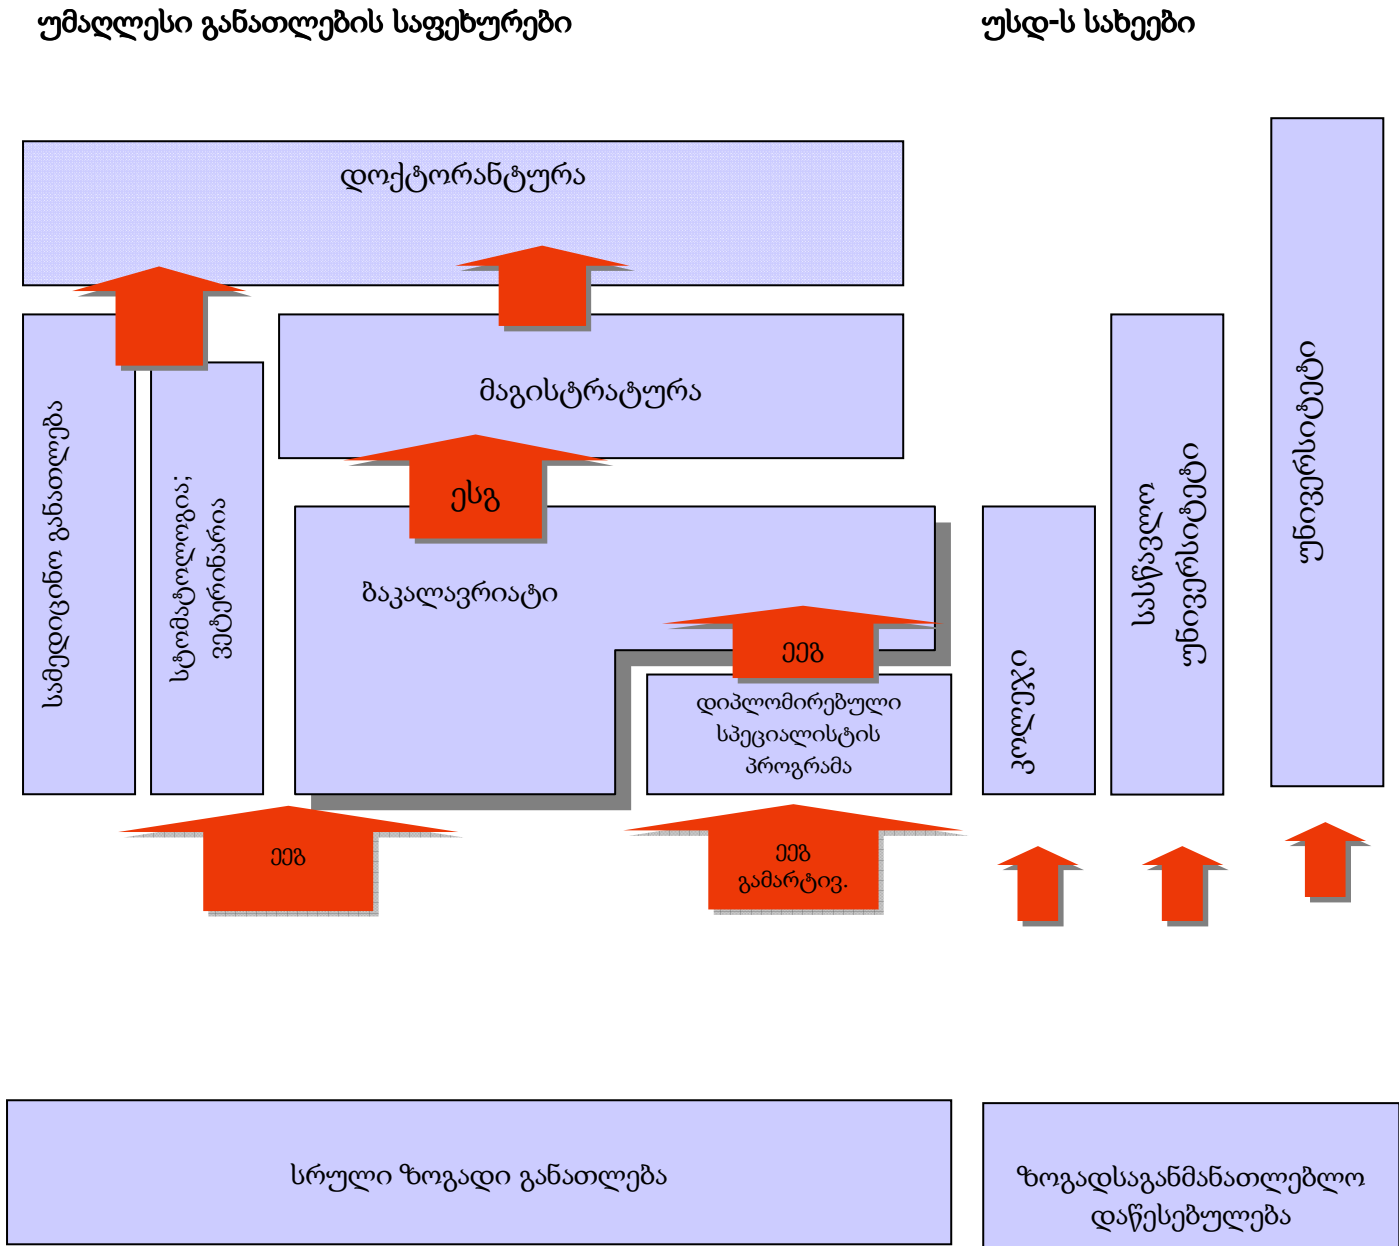 უმაღლესი განათლების საფეხურები
უსდ-ს სახეები
დოქტორანტურა
მაგისტრატურა
ესგ
სამედიცინო განათლება
სტომატოლოგია;
ვეტერინარია
ბაკალავრიატი
ეეგ
დიპლომირებული
სპეციალისტის
პროგრამა
ეეგ
ეეგ
გამარტივ.
კოლეჯი
სასწავლო
უნივერსიტეტი
უნივერსიტეტი
სრული ზოგადი განათლება
ზოგადსაგანმანათლებლო
დაწესებულება